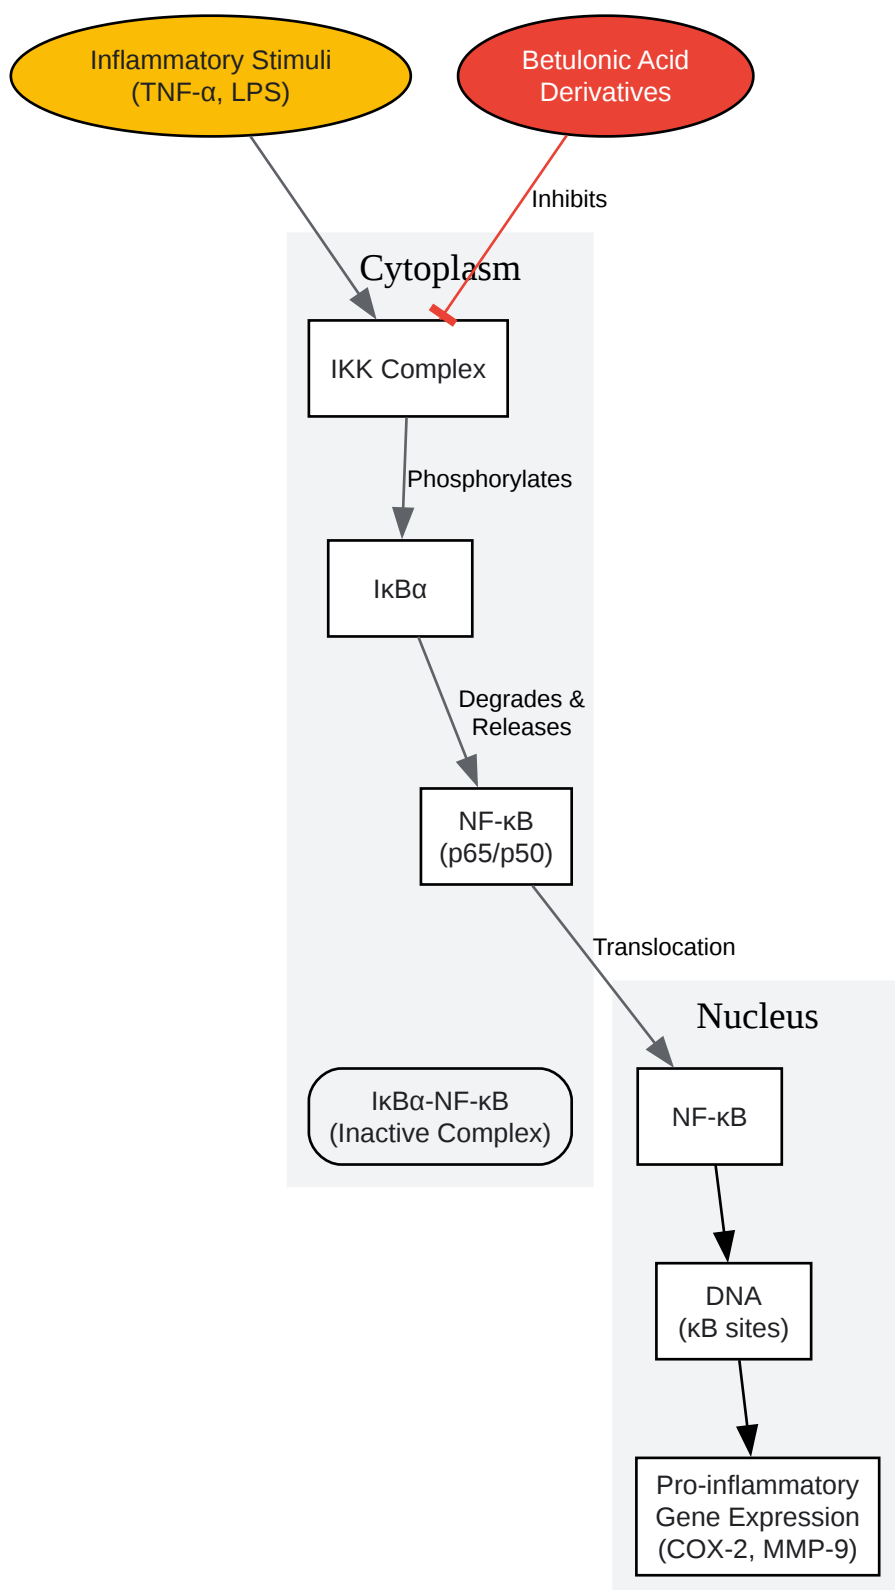 Inflammatory Stimuli
(TNF-α, LPS)
Betulonic Acid
Derivatives
Inhibits
Cytoplasm
IKK Complex
Phosphorylates
IκBα
Degrades &
Releases
NF-κB
(p65/p50)
Translocation
Nucleus
IκBα-NF-κB
(Inactive Complex)
NF-κB
DNA
(κB sites)
Pro-inflammatory
Gene Expression
(COX-2, MMP-9)